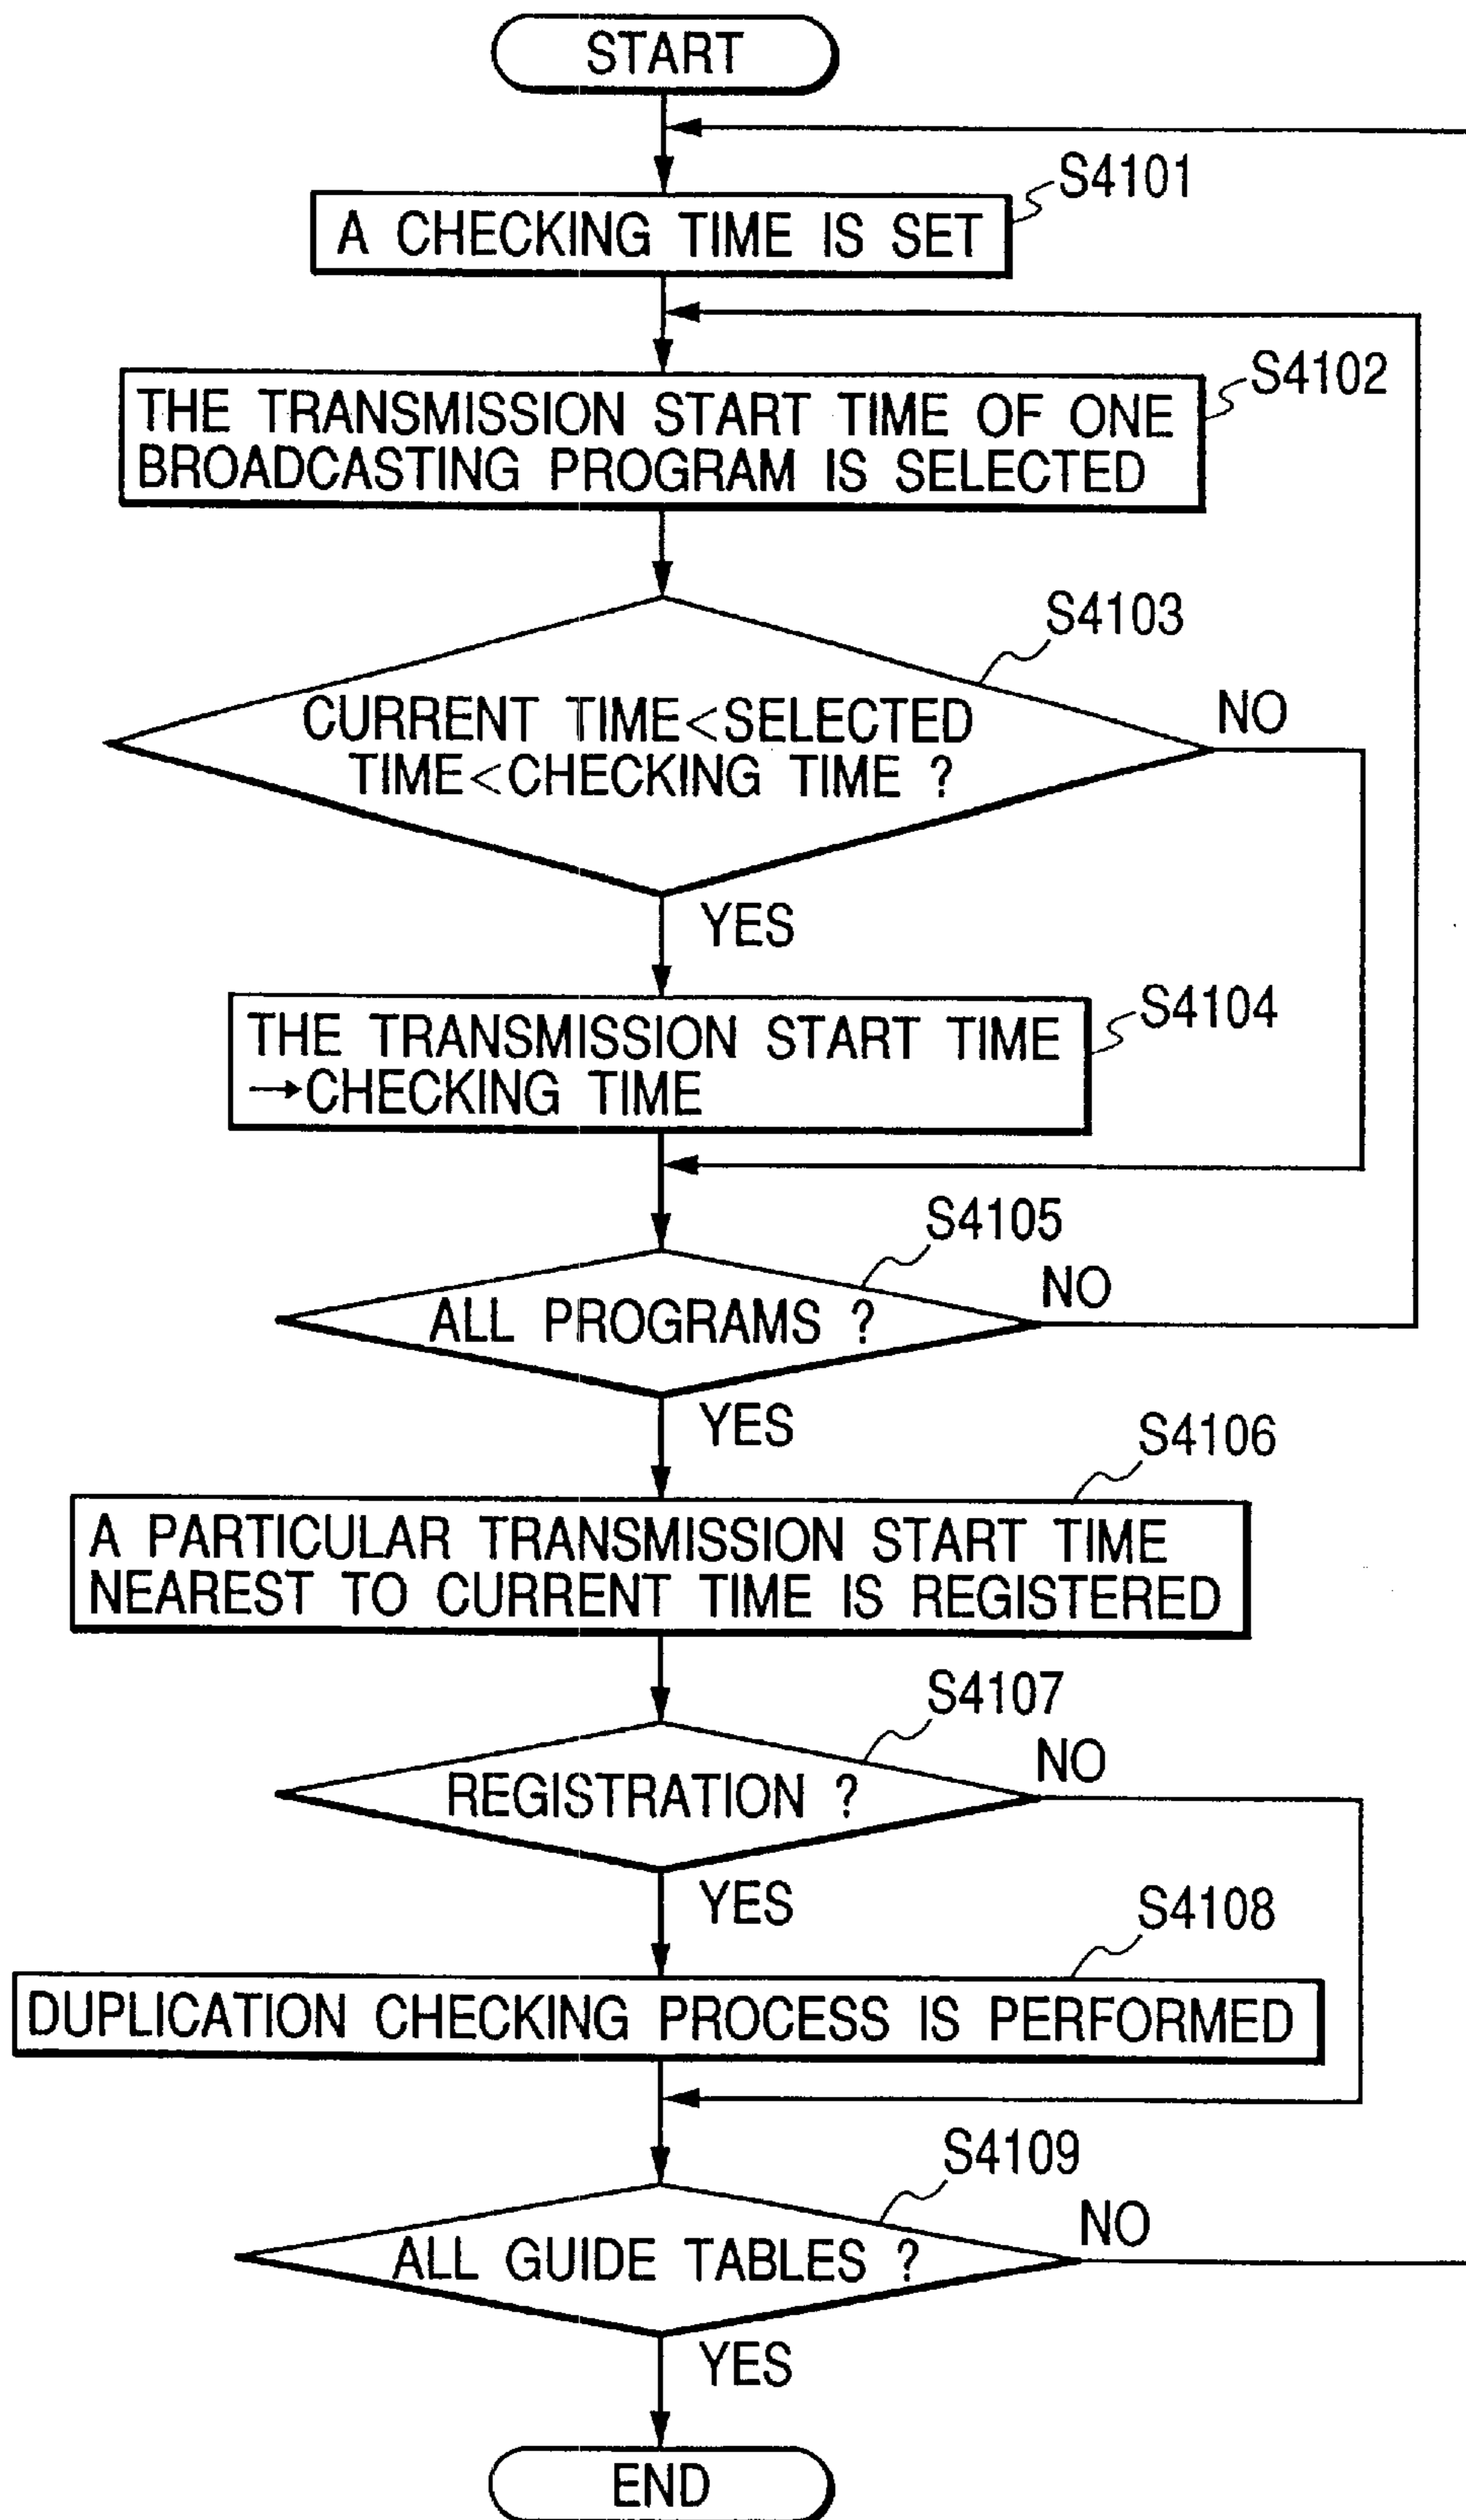 START
S4101
A CHECKING TIME IS SET
S4102
THE TRANSMISSION START TIME OF ONE
BROADCASTING PROGRAM IS SELECTED
S4103
CURRENT TIME<SELECTED
TIME<CHECKING TIME ?
NO
YES
S4104
THE TRANSMISSION START TIME
→CHECKING TIME
S4105
ALL PROGRAMS ?
NO
YES
S4106
A PARTICULAR TRANSMISSION START TIME
NEAREST TO CURRENT TIME IS REGISTERED
S4107
REGISTRATION ?
NO
YES
S4108
DUPLICATION CHECKING PROCESS IS PERFORMED
S4109
ALL GUIDE TABLES ?
NO
YES
END